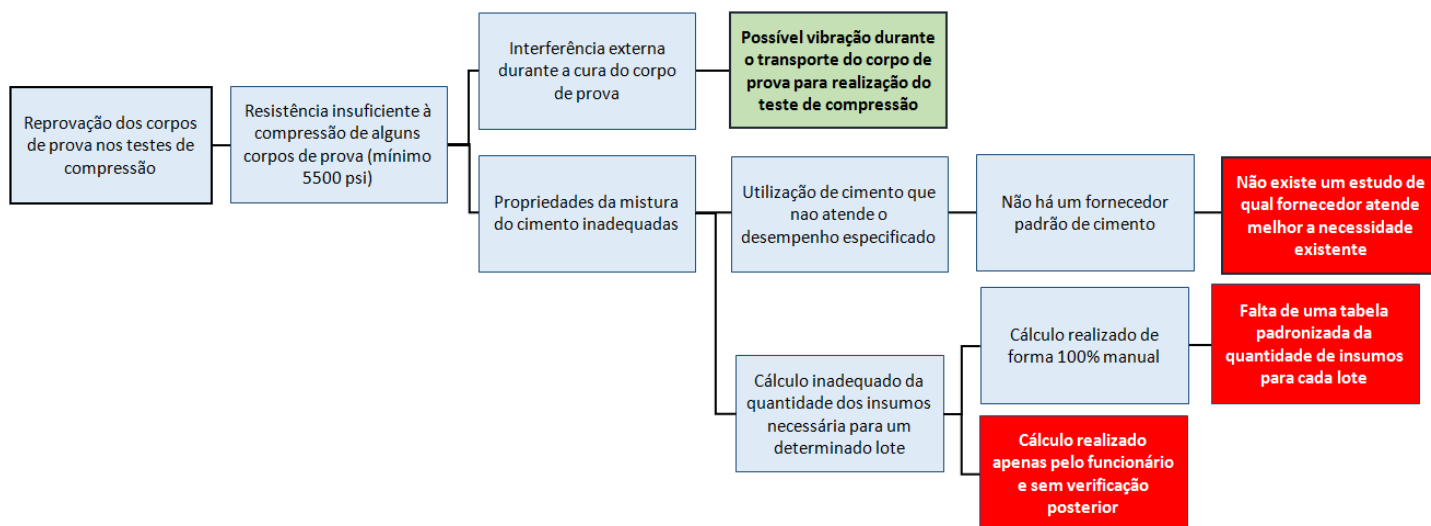 Reprovação dos corpos
de prova nos testes de
compressão
Resistência insuficiente à
compressão de alguns
corpos de prova (mínimo
5500 psi)
Interferência externa
durante a cura do corpo
de prova
Possível vibração durante
o transporte do corpo de
prova para realização do
teste de compressão
Propriedades da mistura
do cimento inadequadas
Utilização de cimento que
nao atende o
desempenho especificado
Não há um fornecedor
padrão de cimento
Não existe um estudo de
qual fornecedor atende
melhor a necessidade
existente
Cálculo inadequado da
quantidade dos insumos
necessária para um
determinado lote
Cálculo realizado de
forma 100% manual
Falta de uma tabela
padronizada da
quantidade de insumos
para cada lote
Cálculo realizado
apenas pelo funcionário
e sem verificação
posterior